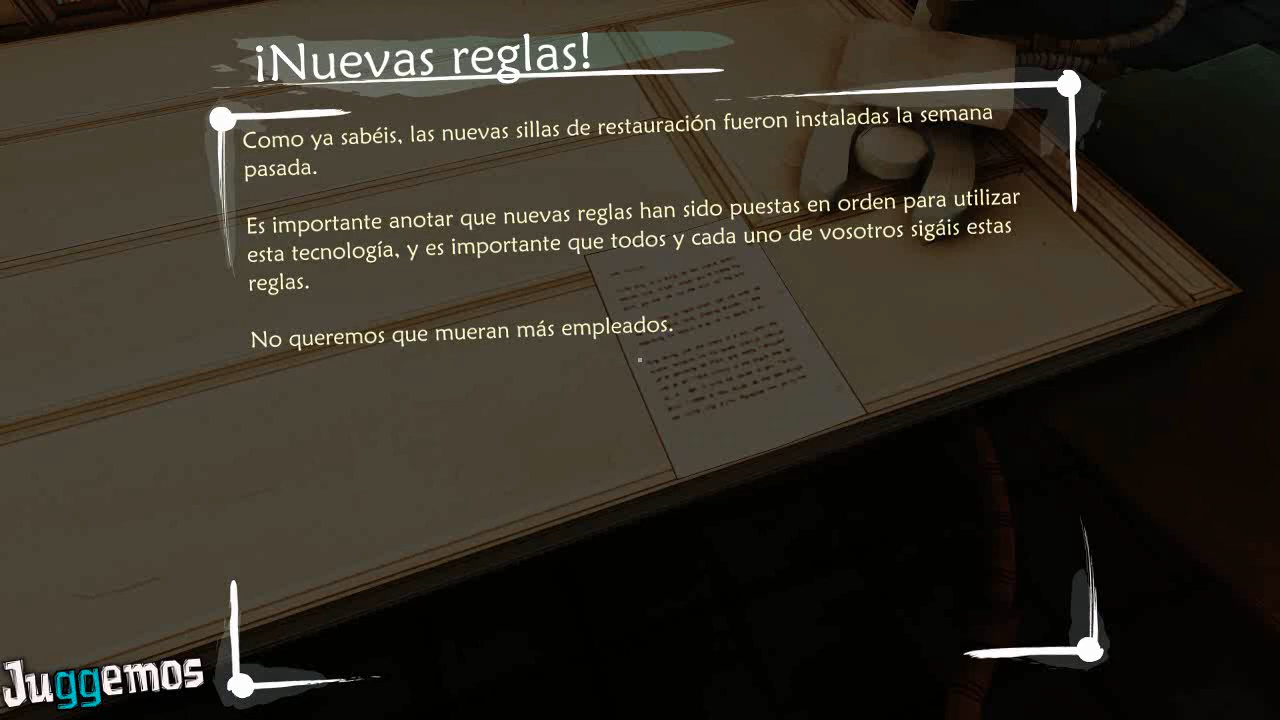 ¡Nuevas reglas!
Como ya sabéis, las nuevas sillas de restauración fueron instaladas la semana
pasada.
Es importante anotar que nuevas reglas han sido puestas en orden para utilizar
esta tecnología, y es importante que todos y cada uno de vosotros sigáis estas
reglas.
No queremos que mueran más empleados.
Juggemos